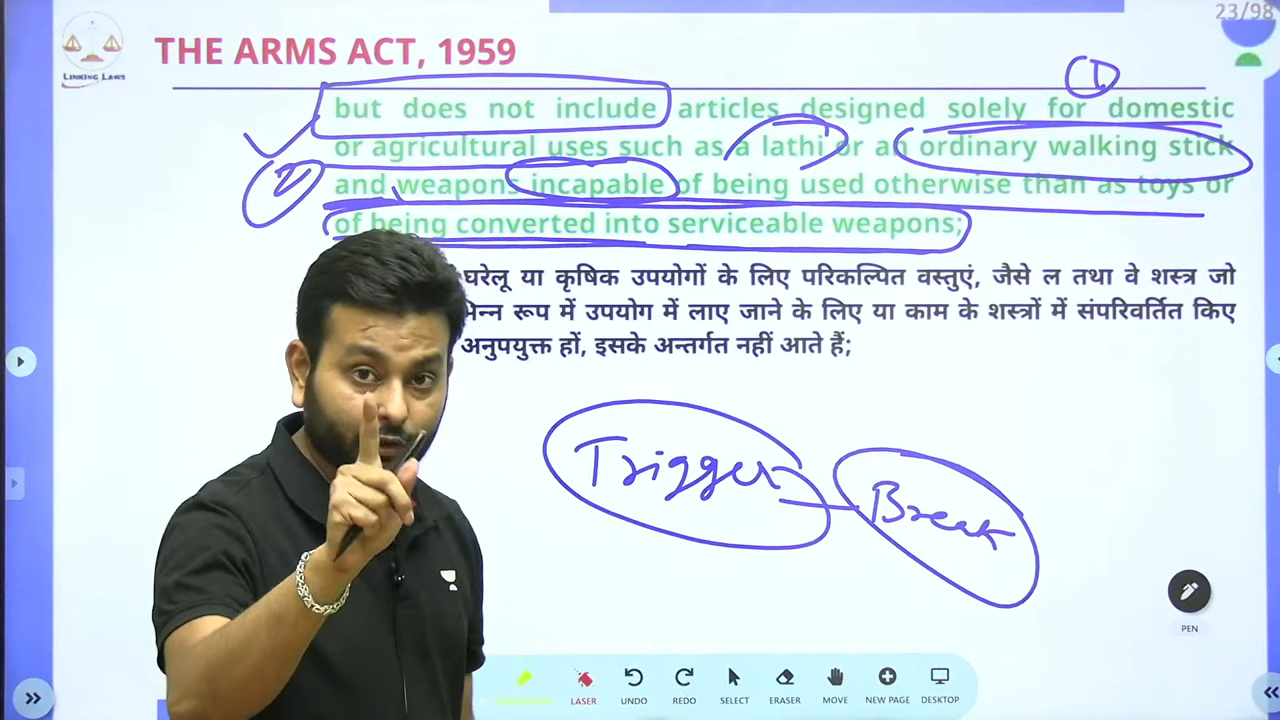 23/98
LINKING LAWS
THE ARMS ACT, 1959
1
but does not include articles designed solely for domestic
or agricultural uses such as a lathi or an ordinary walking stick
2
and weapons incapable of being used otherwise than as toys or
of being converted into serviceable weapons;
घरेलू या कृषिक उपयोगों के लिए परिकल्पित वस्तुएं, जैसे ल तथा वे शस्त्र जो
भिन्न रूप में उपयोग में लाए जाने के लिए या काम के शस्त्रों में संपरिवर्तित किए
अनुपयुक्त हों, इसके अन्तर्गत नहीं आते हैं;
Trigger Break
PEN
LASER UNDO REDO SELECT ERASER MOVE NEW PAGE DESKTOP